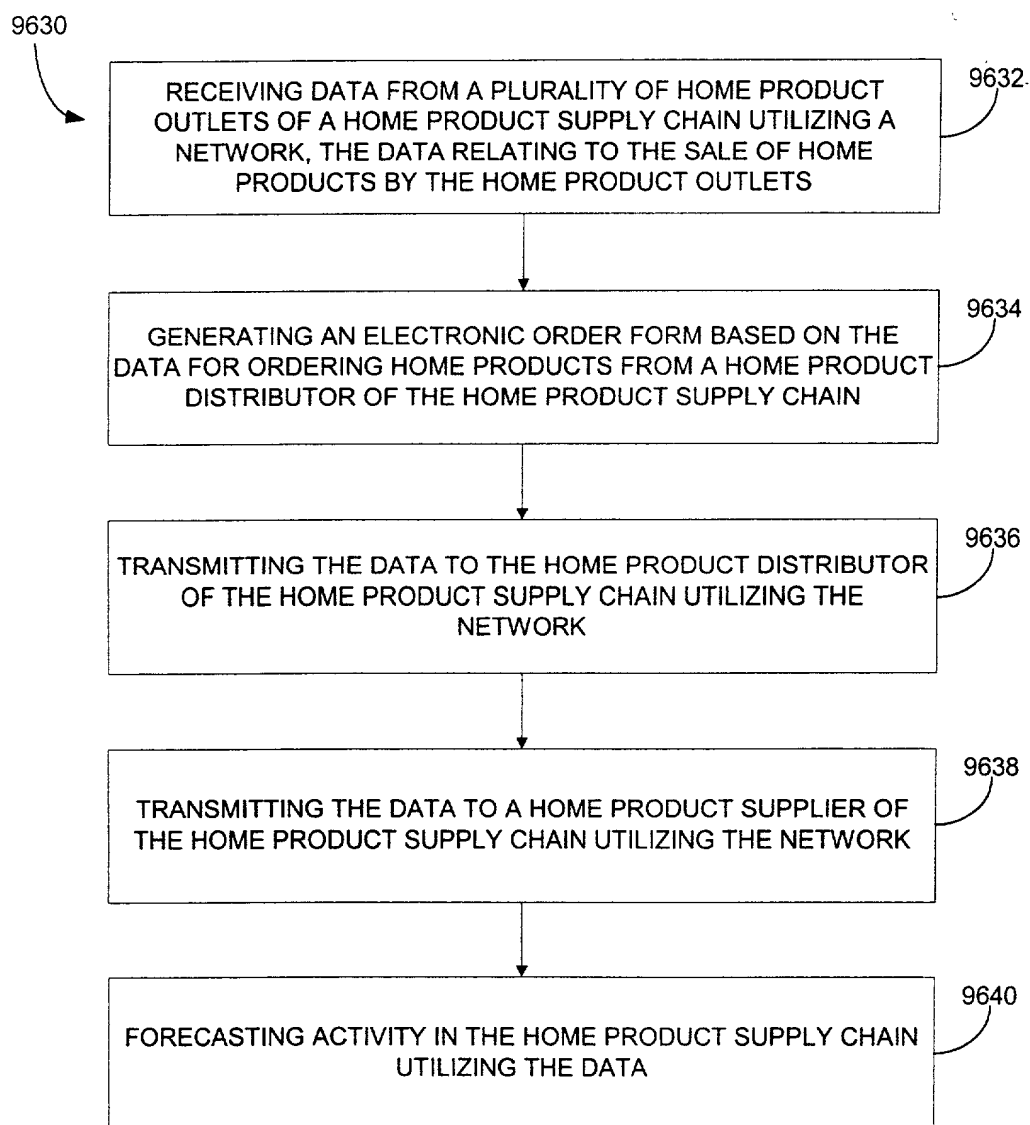 9630
RECEIVING DATA FROM A PLURALITY OF HOME PRODUCT
OUTLETS OF A HOME PRODUCT SUPPLY CHAIN UTILIZING A
NETWORK, THE DATA RELATING TO THE SALE OF HOME
PRODUCTS BY THE HOME PRODUCT OUTLETS
9632
GENERATING AN ELECTRONIC ORDER FORM BASED ON THE
DATA FOR ORDERING HOME PRODUCTS FROM A HOME PRODUCT
DISTRIBUTOR OF THE HOME PRODUCT SUPPLY CHAIN
9634
TRANSMITTING THE DATA TO THE HOME PRODUCT DISTRIBUTOR
OF THE HOME PRODUCT SUPPLY CHAIN UTILIZING THE
NETWORK
9636
TRANSMITTING THE DATA TO A HOME PRODUCT SUPPLIER OF
THE HOME PRODUCT SUPPLY CHAIN UTILIZING THE NETWORK
9638
FORECASTING ACTIVITY IN THE HOME PRODUCT SUPPLY CHAIN
UTILIZING THE DATA
9640